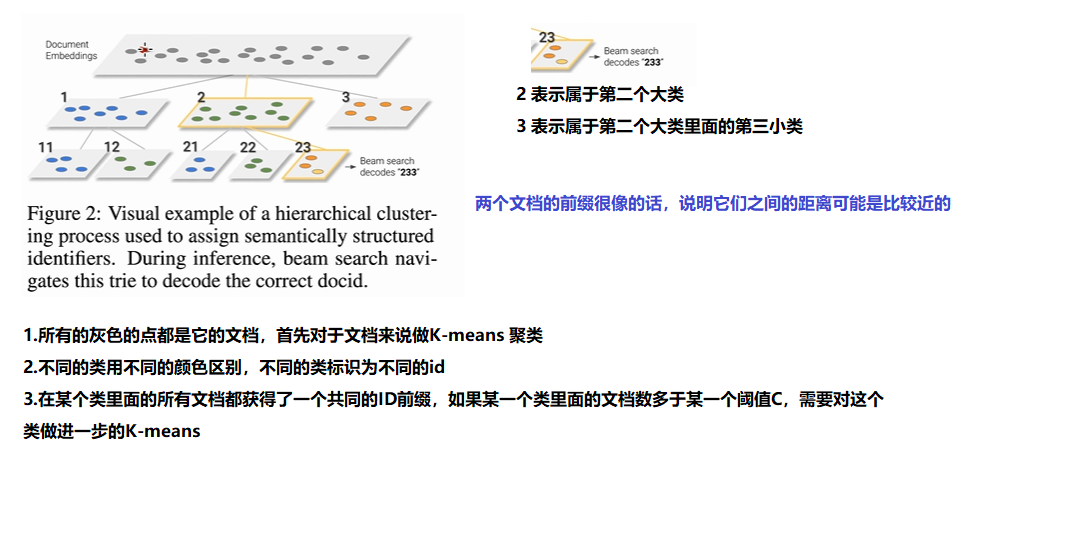 Document
Embeddings
1
2
3
11
12
21
22
23
Beam search
decodes "233"
Figure 2: Visual example of a hierarchical cluster-
ing process used to assign semantically structured
identifiers. During inference, beam search navi-
gates this trie to decode the correct docid.
23
Beam search
decodes "233"
2 表示属于第二个大类
3 表示属于第二个大类里面的第三小类
两个文档的前缀很像的话，说明它们之间的距离可能是比较近的
1.所有的灰色的点都是它的文档，首先对于文档来说做K-means 聚类
2.不同的类用不同的颜色区别，不同的类标识为不同的id
3.在某个类里面的所有文档都获得了一个共同的ID前缀，如果某一个类里面的文档数多于某一个阈值C，需要对这个
类做进一步的K-means